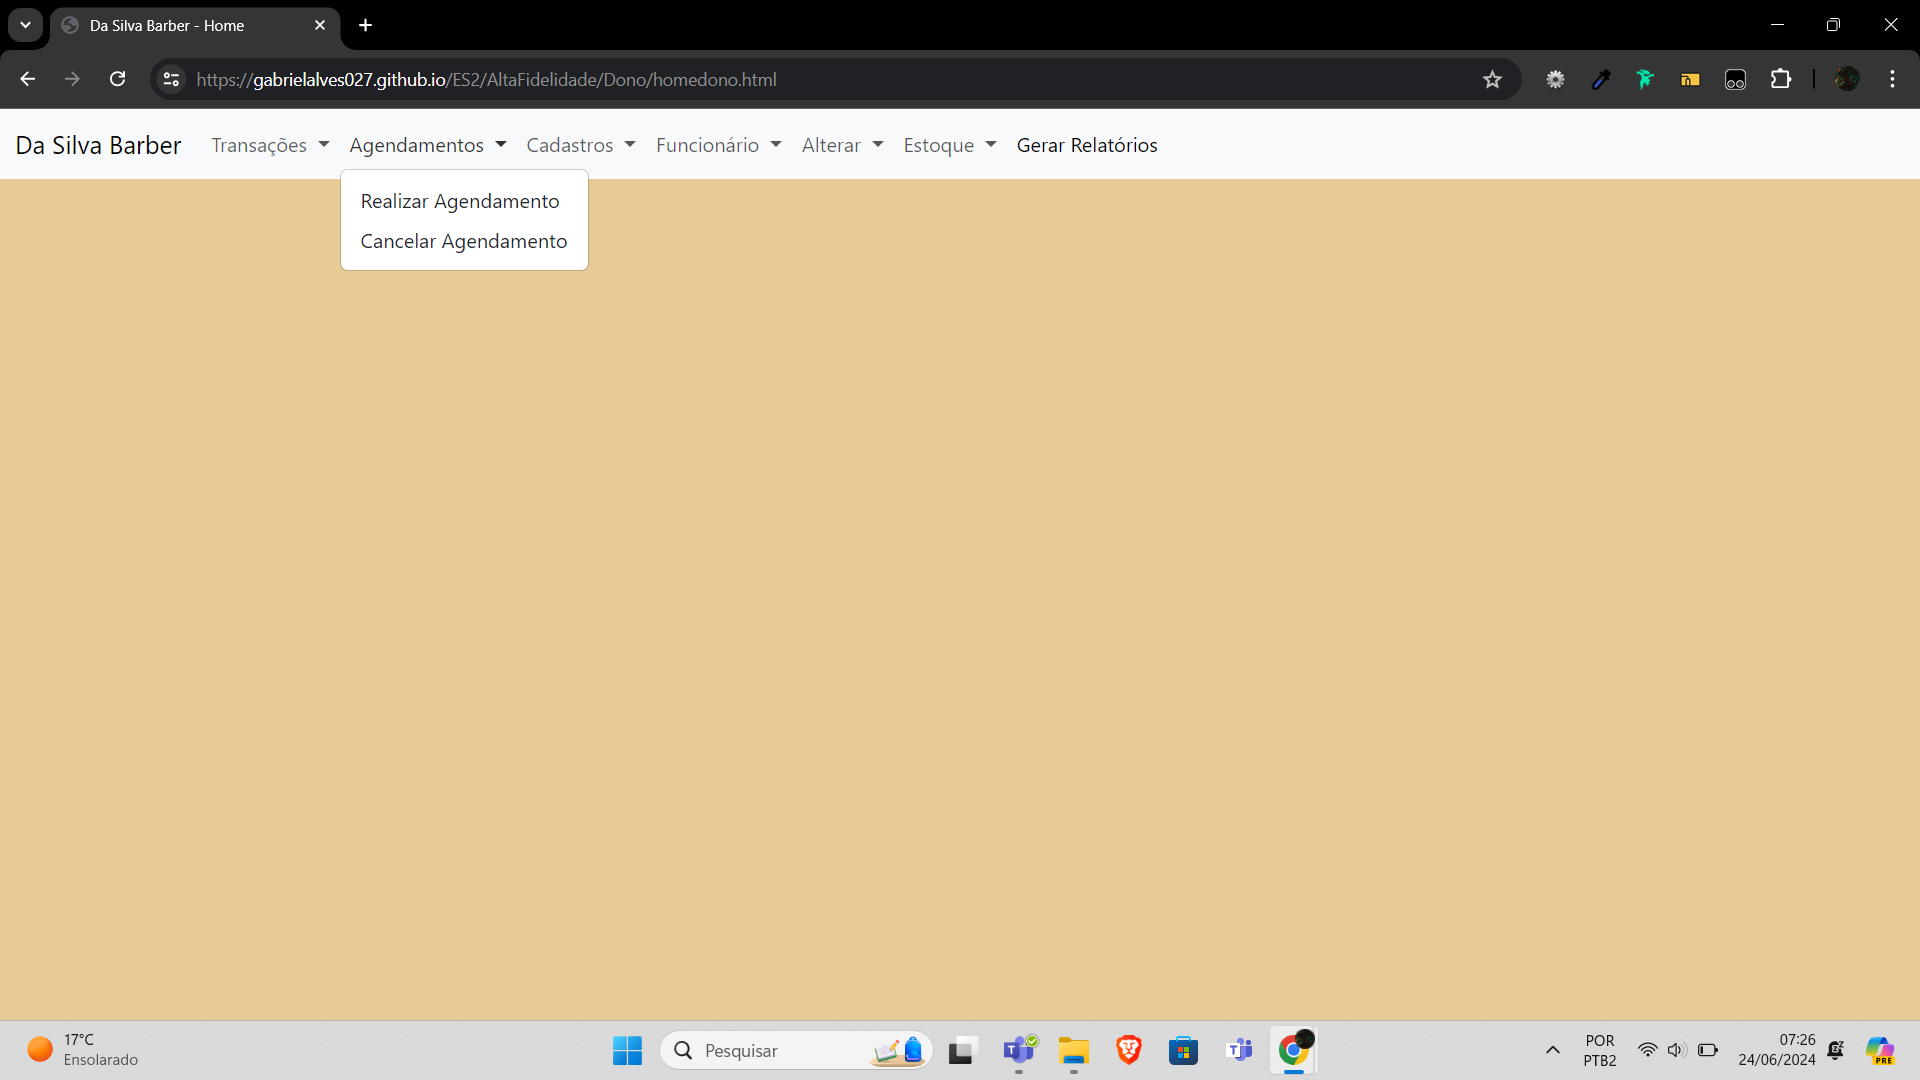 Da Silva Barber - Home
https://gabrielalves027.github.io/ES2/AltaFidelidade/Dono/homedono.html
Da Silva Barber Transações Agendamentos Cadastros Funcionário Alterar Estoque Gerar Relatórios
Realizar Agendamento
Cancelar Agendamento
17°C
Ensolarado
Pesquisar
POR
PTB2
07:26
24/06/2024
PRE